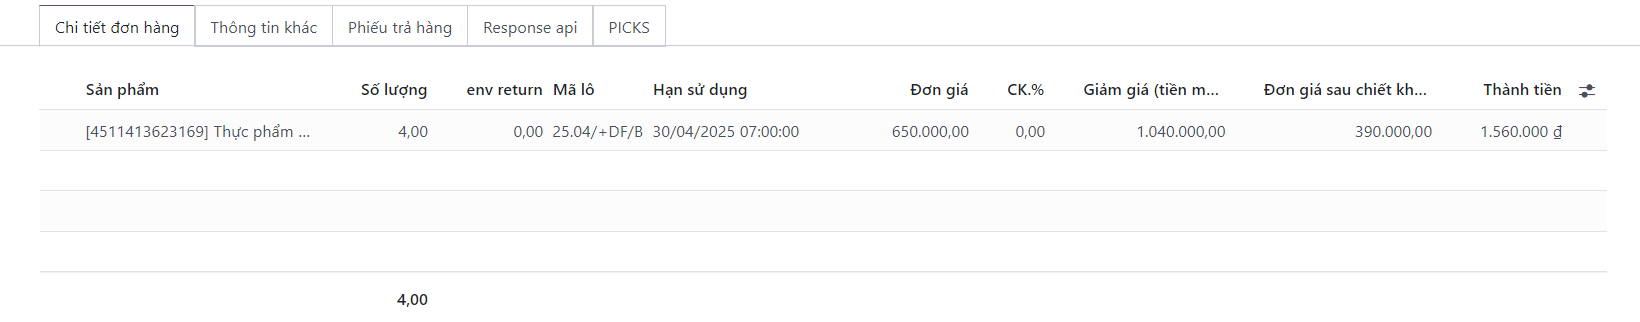 Chi tiết đơn hàng Thông tin khác Phiếu trả hàng Response api PICKS
Sản phẩm Số lượng env return Mã lô Hạn sử dụng Đơn giá CK.% Giảm giá (tiền m... Đơn giá sau chiết kh... Thành tiền
[4511413623169] Thực phẩm ... 4,00 0,00 25.04/+DF/B 30/04/2025 07:00:00 650.000,00 0,00 1.040.000,00 390.000,00 1.560.000 ₫
4,00